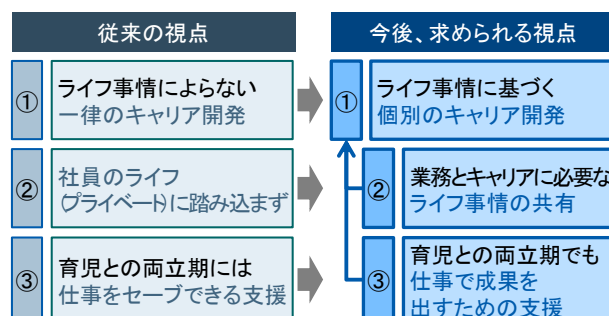 従来の視点
今後、求められる視点
①
ライフ事情によらない
一律のキャリア開発
①
ライフ事情に基づく
個別のキャリア開発
②
社員のライフ
(プライベート)に踏み込まず
②
業務とキャリアに必要な
ライフ事情の共有
③
育児との両立期には
仕事をセーブできる支援
③
育児との両立期でも
仕事で成果を
出すための支援